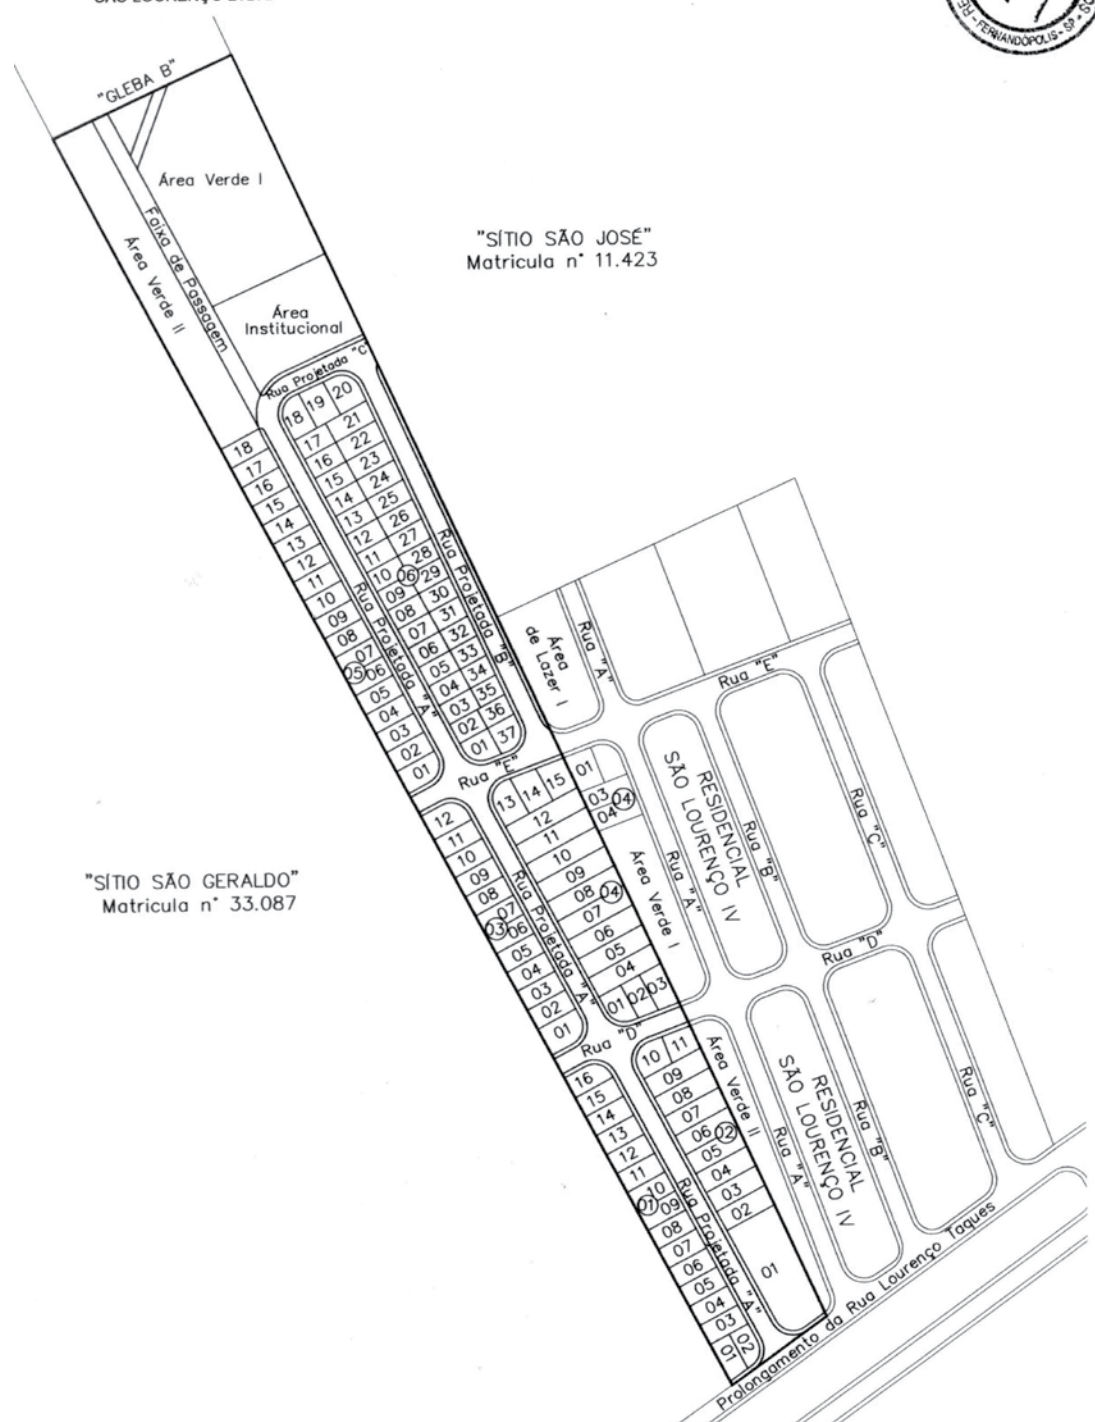 "GLEBA B"
Área Verde I
Faixa de Passagem
Área Verde II
"SÍTIO SÃO JOSÉ"
Matricula n° 11.423
Área
Institucional
Rua Projetada "C"
18 19 20
17 21
16 22
15 23
14 24
13 25
12 26
11 27
10 28
06
09 29
08 30
07 31
06 32
05 33
04 34
03 35
02 36
01 37
18
17
16
15
14
13
12
11
10
09
08
07
05
06
05
04
03
02
01
Rua Projetada "A"
Rua Projetada "B"
Área
de Lazer I
Rua "A"
Rua "E"
Rua "E"
13 14 15 01
03 04
04
12
11
10
09
08 04
07
06
05
04
01 02 03
12
11
10
09
08
07
03
06
05
04
03
02
01
Rua Projetada "A"
Área Verde I
Rua "A"
RESIDENCIAL
SÃO LOURENÇO IV
Rua "B"
Rua "C"
Rua "D"
"SÍTIO SÃO GERALDO"
Matricula n° 33.087
Rua "D"
16
15
14
13
12
11
10
01
09
08
07
06
05
04
03
02
01
Rua Projetada "A"
10 11
09
08
07
06 02
05
04
03
02
01
Área Verde II
Rua "A"
RESIDENCIAL
SÃO LOURENÇO IV
Rua "B"
Rua "C"
Prolongamento da Rua Lourenço Taques
FERNANDÓPOLIS - SP